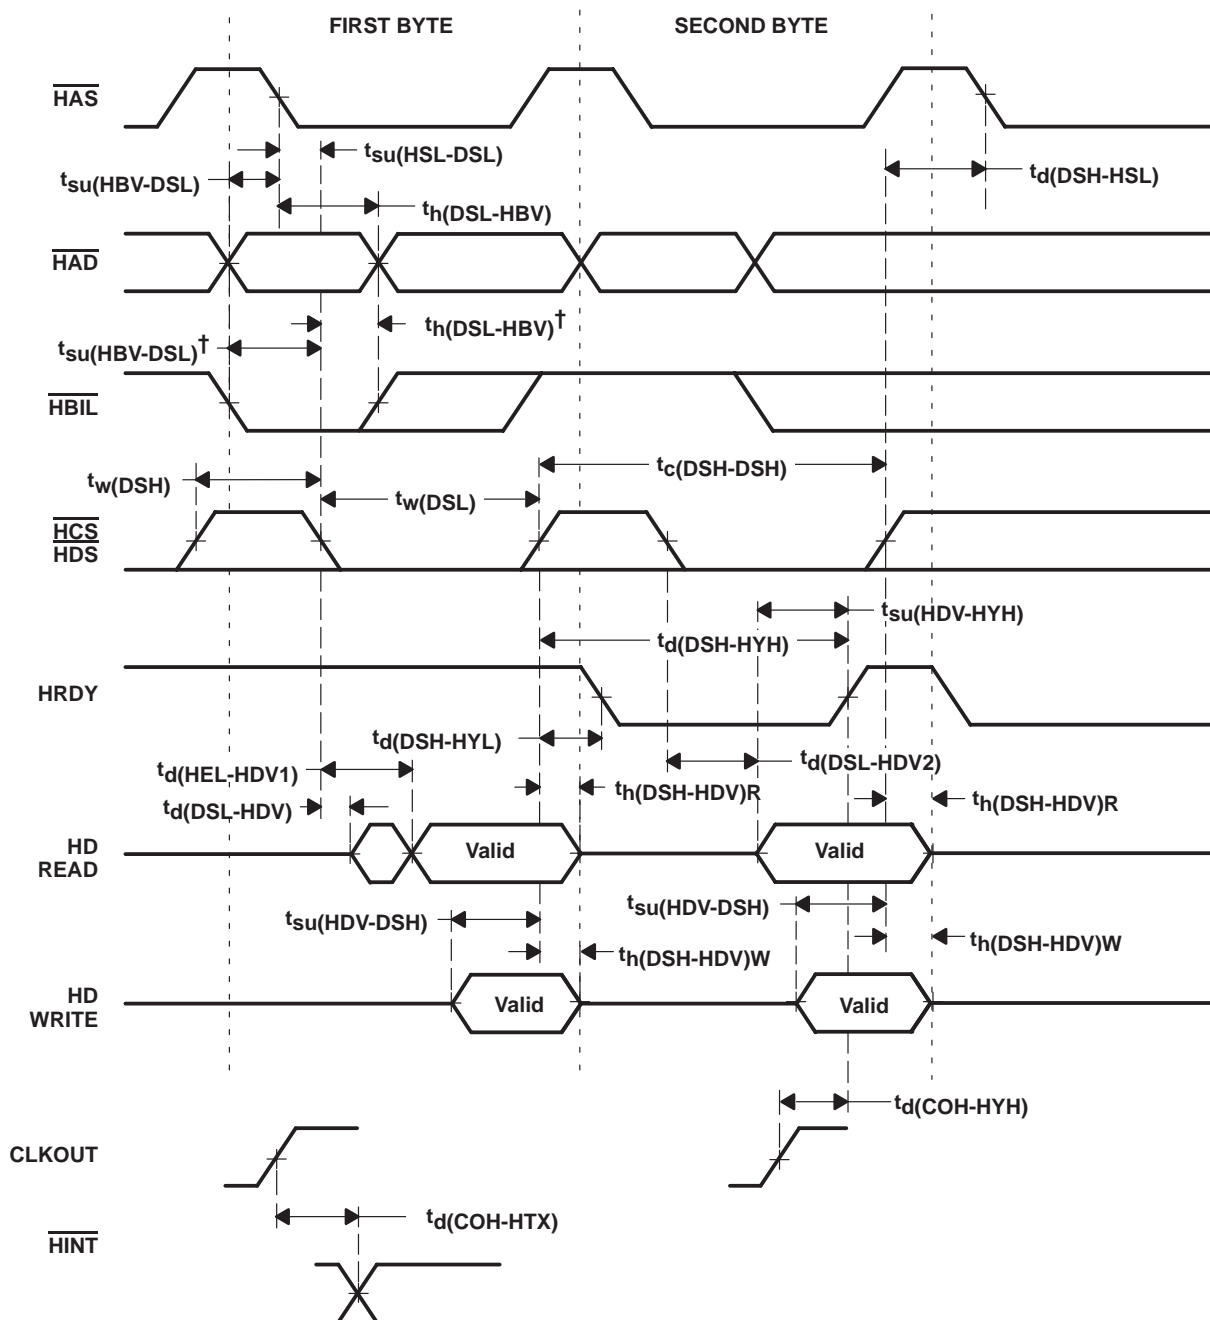 FIRST BYTE
SECOND BYTE
HAS
tsu(HSL-DSL)
tsu(HBV-DSL)
td(DSH-HSL)
th(DSL-HBV)
HAD
th(DSL-HBV)†
tsu(HBV-DSL)†
HBIL
tc(DSH-DSH)
tw(DSH)
tw(DSL)
HCS
HDS
tsu(HDV-HYH)
td(DSH-HYH)
HRDY
td(DSH-HYL)
td(HEL-HDV1)
td(DSL-HDV2)
td(DSL-HDV)
th(DSH-HDV)R
th(DSH-HDV)R
HD
READ
Valid
Valid
tsu(HDV-DSH)
tsu(HDV-DSH)
th(DSH-HDV)W
th(DSH-HDV)W
HD
WRITE
Valid
Valid
td(COH-HYH)
CLKOUT
td(COH-HTX)
HINT